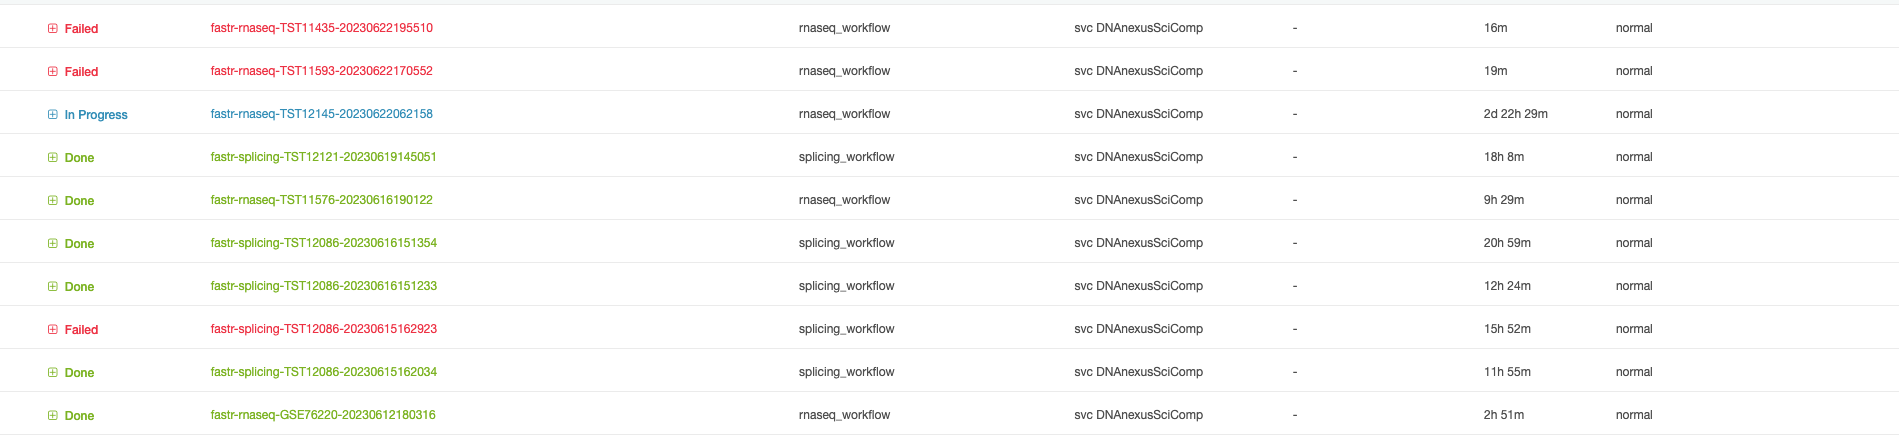 Failed fastr-rnaseq-TST11435-20230622195510 rnaseq_workflow svc DNAnexusSciComp - 16m normal
Failed fastr-rnaseq-TST11593-20230622170552 rnaseq_workflow svc DNAnexusSciComp - 19m normal
In Progress fastr-rnaseq-TST12145-20230622062158 rnaseq_workflow svc DNAnexusSciComp - 2d 22h 29m normal
Done fastr-splicing-TST12121-20230619145051 splicing_workflow svc DNAnexusSciComp - 18h 8m normal
Done fastr-rnaseq-TST11576-20230616190122 rnaseq_workflow svc DNAnexusSciComp - 9h 29m normal
Done fastr-splicing-TST12086-20230616151354 splicing_workflow svc DNAnexusSciComp - 20h 59m normal
Done fastr-splicing-TST12086-20230616151233 splicing_workflow svc DNAnexusSciComp - 12h 24m normal
Failed fastr-splicing-TST12086-20230615162923 splicing_workflow svc DNAnexusSciComp - 15h 52m normal
Done fastr-splicing-TST12086-20230615162034 splicing_workflow svc DNAnexusSciComp - 11h 55m normal
Done fastr-rnaseq-GSE76220-20230612180316 rnaseq_workflow svc DNAnexusSciComp - 2h 51m normal